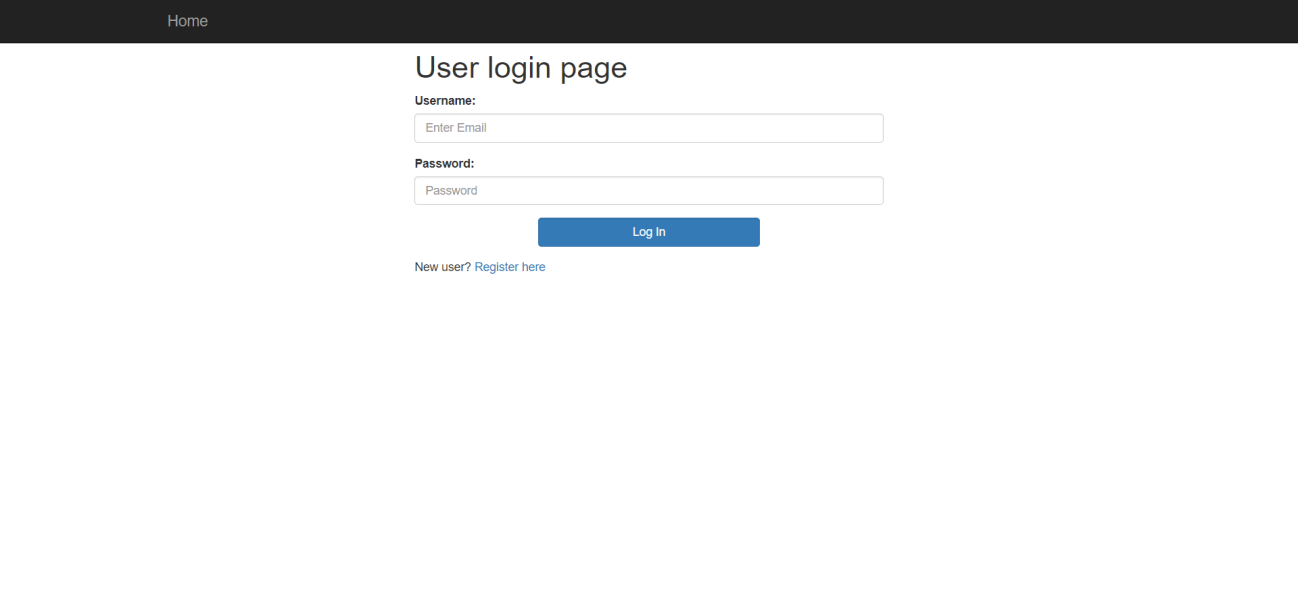 Home
User login page
Username:
Enter Email
Password:
Password
Log In
New user? Register here